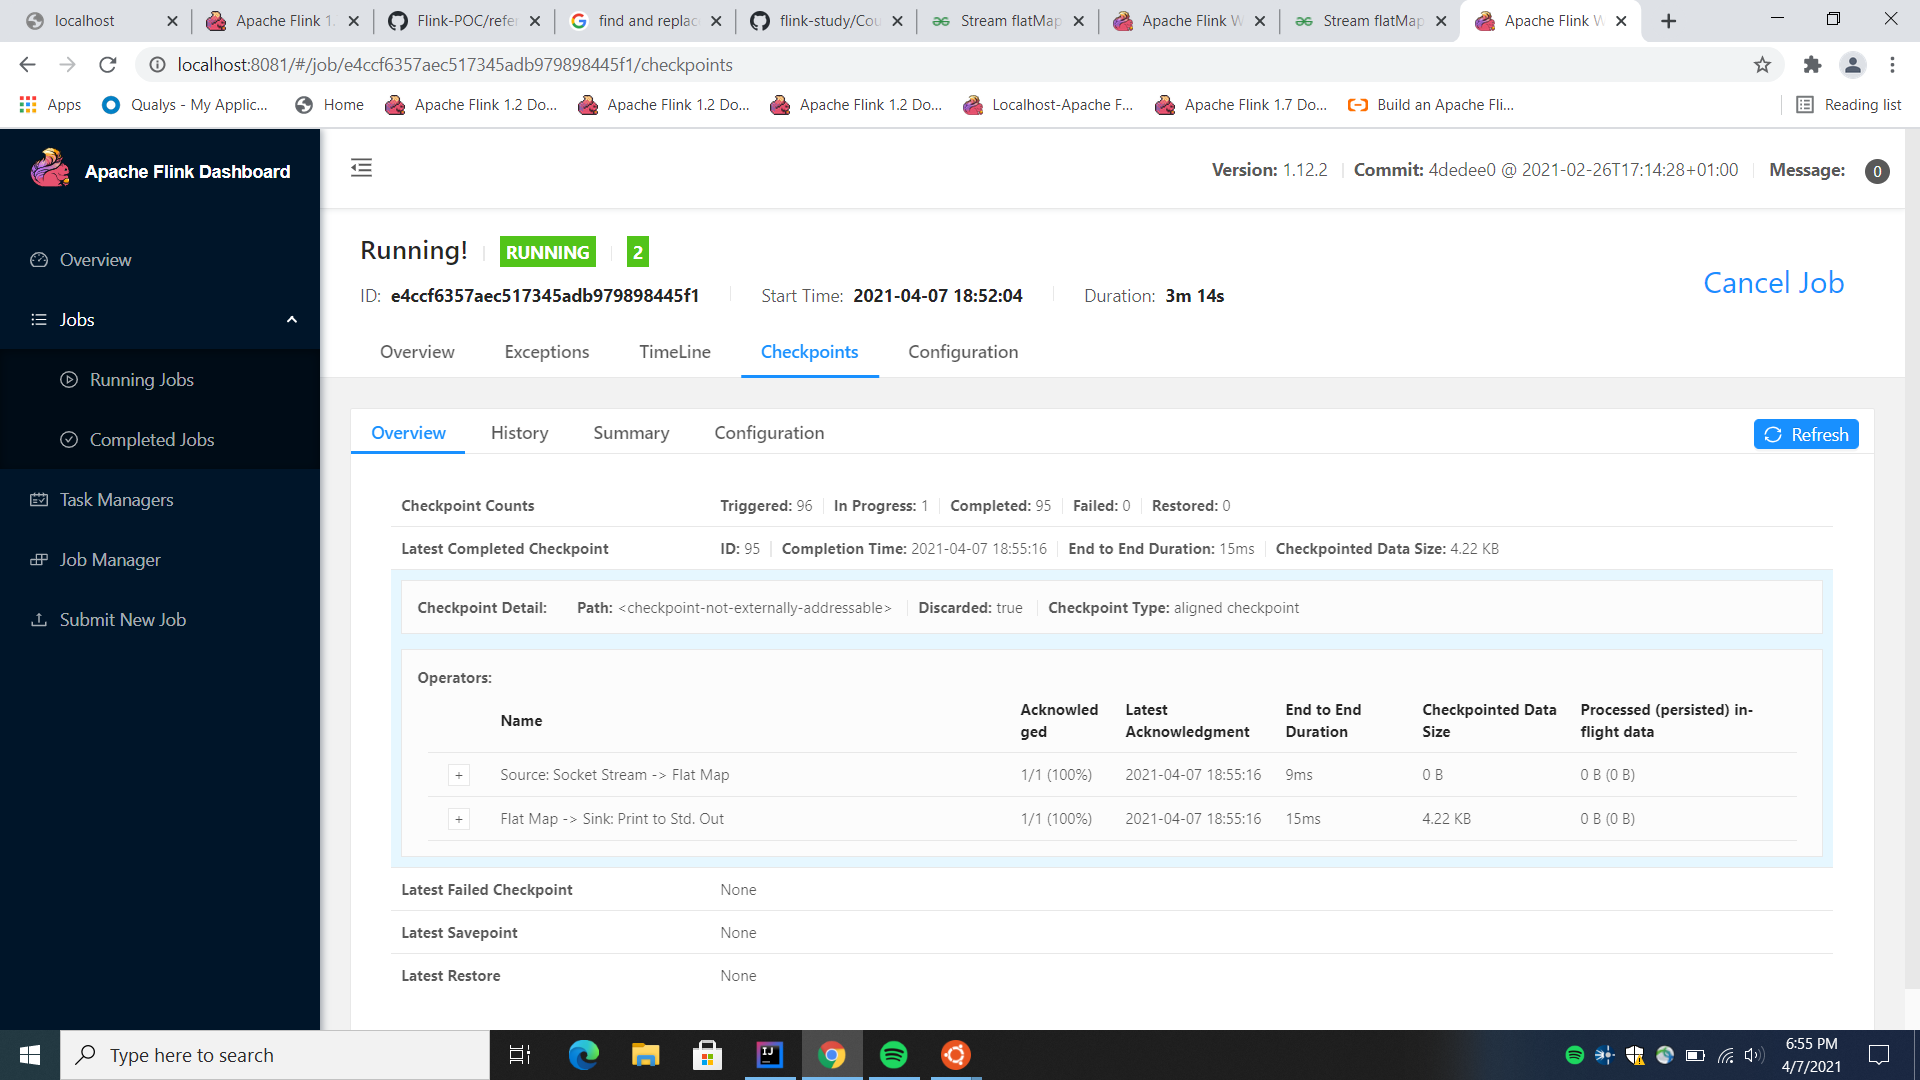 localhost
Apache Flink 1.
Flink-POC/refer
find and replac
flink-study/Cou
Stream flatMap
Apache Flink W
Stream flatMap
Apache Flink W
localhost:8081/#/job/e4ccf6357aec517345adb979898445f1/checkpoints
Apps
Qualys - My Applic...
Home
Apache Flink 1.2 Do...
Apache Flink 1.2 Do...
Apache Flink 1.2 Do...
Localhost-Apache F...
Apache Flink 1.7 Do...
Build an Apache Fli...
Reading list
Apache Flink Dashboard
Version: 1.12.2 Commit: 4dedee0 @ 2021-02-26T17:14:28+01:00 Message: 0
Overview
Jobs
Running Jobs
Completed Jobs
Task Managers
Job Manager
Submit New Job
Running! RUNNING 2
ID: e4ccf6357aec517345adb979898445f1 Start Time: 2021-04-07 18:52:04 Duration: 3m 14s
Cancel Job
Overview Exceptions TimeLine Checkpoints Configuration
Overview History Summary Configuration
Refresh
Checkpoint Counts Triggered: 96 In Progress: 1 Completed: 95 Failed: 0 Restored: 0
Latest Completed Checkpoint ID: 95 Completion Time: 2021-04-07 18:55:16 End to End Duration: 15ms Checkpointed Data Size: 4.22 KB
Checkpoint Detail: Path: <checkpoint-not-externally-addressable> Discarded: true Checkpoint Type: aligned checkpoint
Operators:
Name
Acknowled
ged
Latest
Acknowledgment
End to End
Duration
Checkpointed Data
Size
Processed (persisted) in-
flight data
+ Source: Socket Stream -> Flat Map 1/1 (100%) 2021-04-07 18:55:16 9ms 0 B 0 B (0 B)
+ Flat Map -> Sink: Print to Std. Out 1/1 (100%) 2021-04-07 18:55:16 15ms 4.22 KB 0 B (0 B)
Latest Failed Checkpoint None
Latest Savepoint None
Latest Restore None
Type here to search
IJ
6:55 PM
4/7/2021